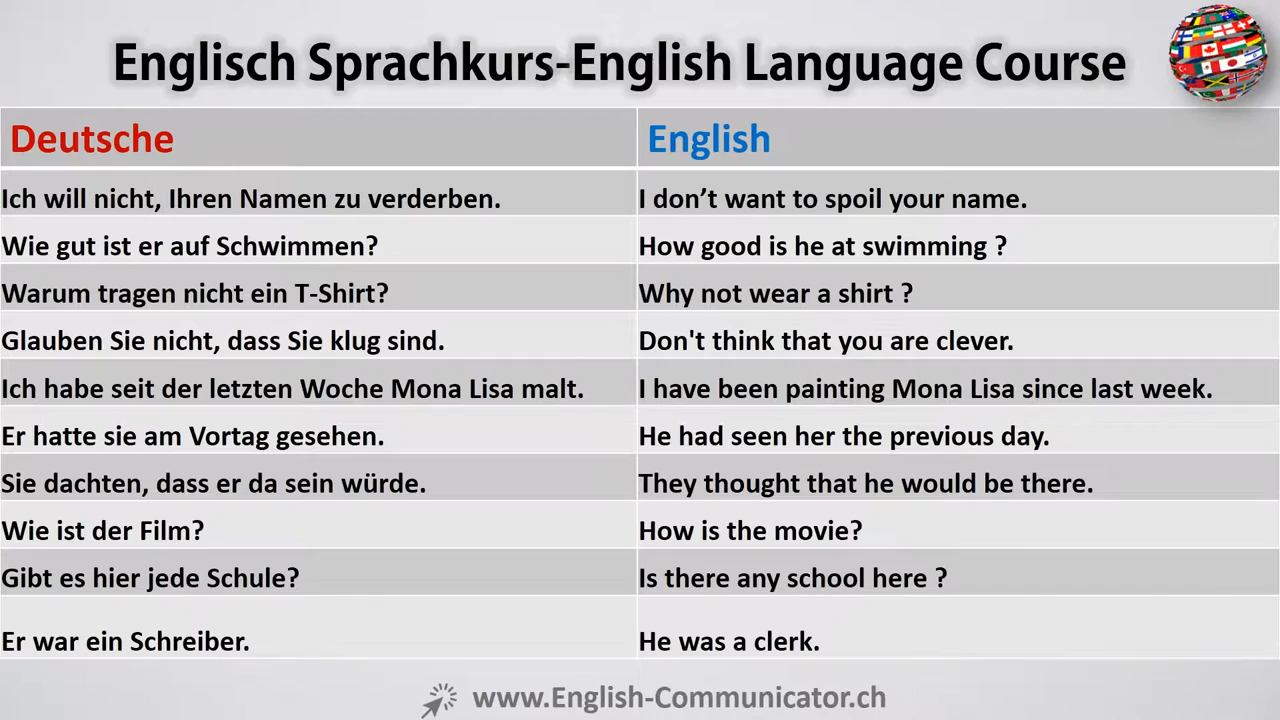 Englisch Sprachkurs-English Language Course
Deutsche English
Ich will nicht, Ihren Namen zu verderben. I don’t want to spoil your name.
Wie gut ist er auf Schwimmen? How good is he at swimming ?
Warum tragen nicht ein T-Shirt? Why not wear a shirt ?
Glauben Sie nicht, dass Sie klug sind. Don't think that you are clever.
Ich habe seit der letzten Woche Mona Lisa malt. I have been painting Mona Lisa since last week.
Er hatte sie am Vortag gesehen. He had seen her the previous day.
Sie dachten, dass er da sein würde. They thought that he would be there.
Wie ist der Film? How is the movie?
Gibt es hier jede Schule? Is there any school here ?
Er war ein Schreiber. He was a clerk.
www.English-Communicator.ch